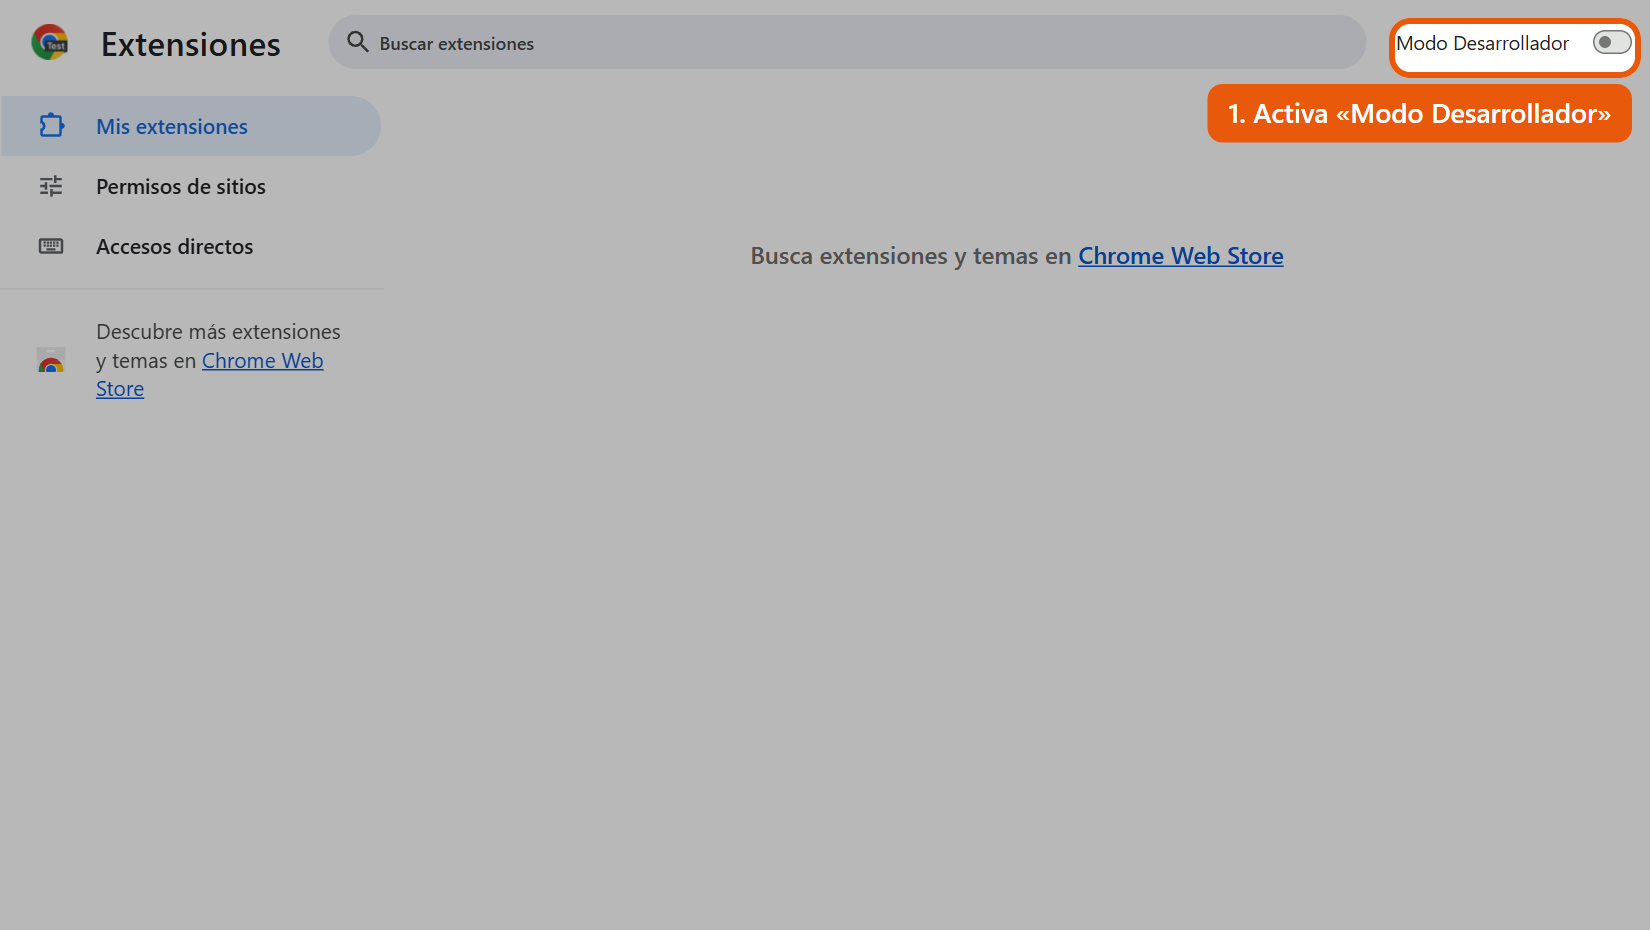 Test
Extensiones
Buscar extensiones
Modo Desarrollador
1. Activa «Modo Desarrollador»
Mis extensiones
Permisos de sitios
Accesos directos
Busca extensiones y temas en Chrome Web Store
Descubre más extensiones
y temas en Chrome Web
Store